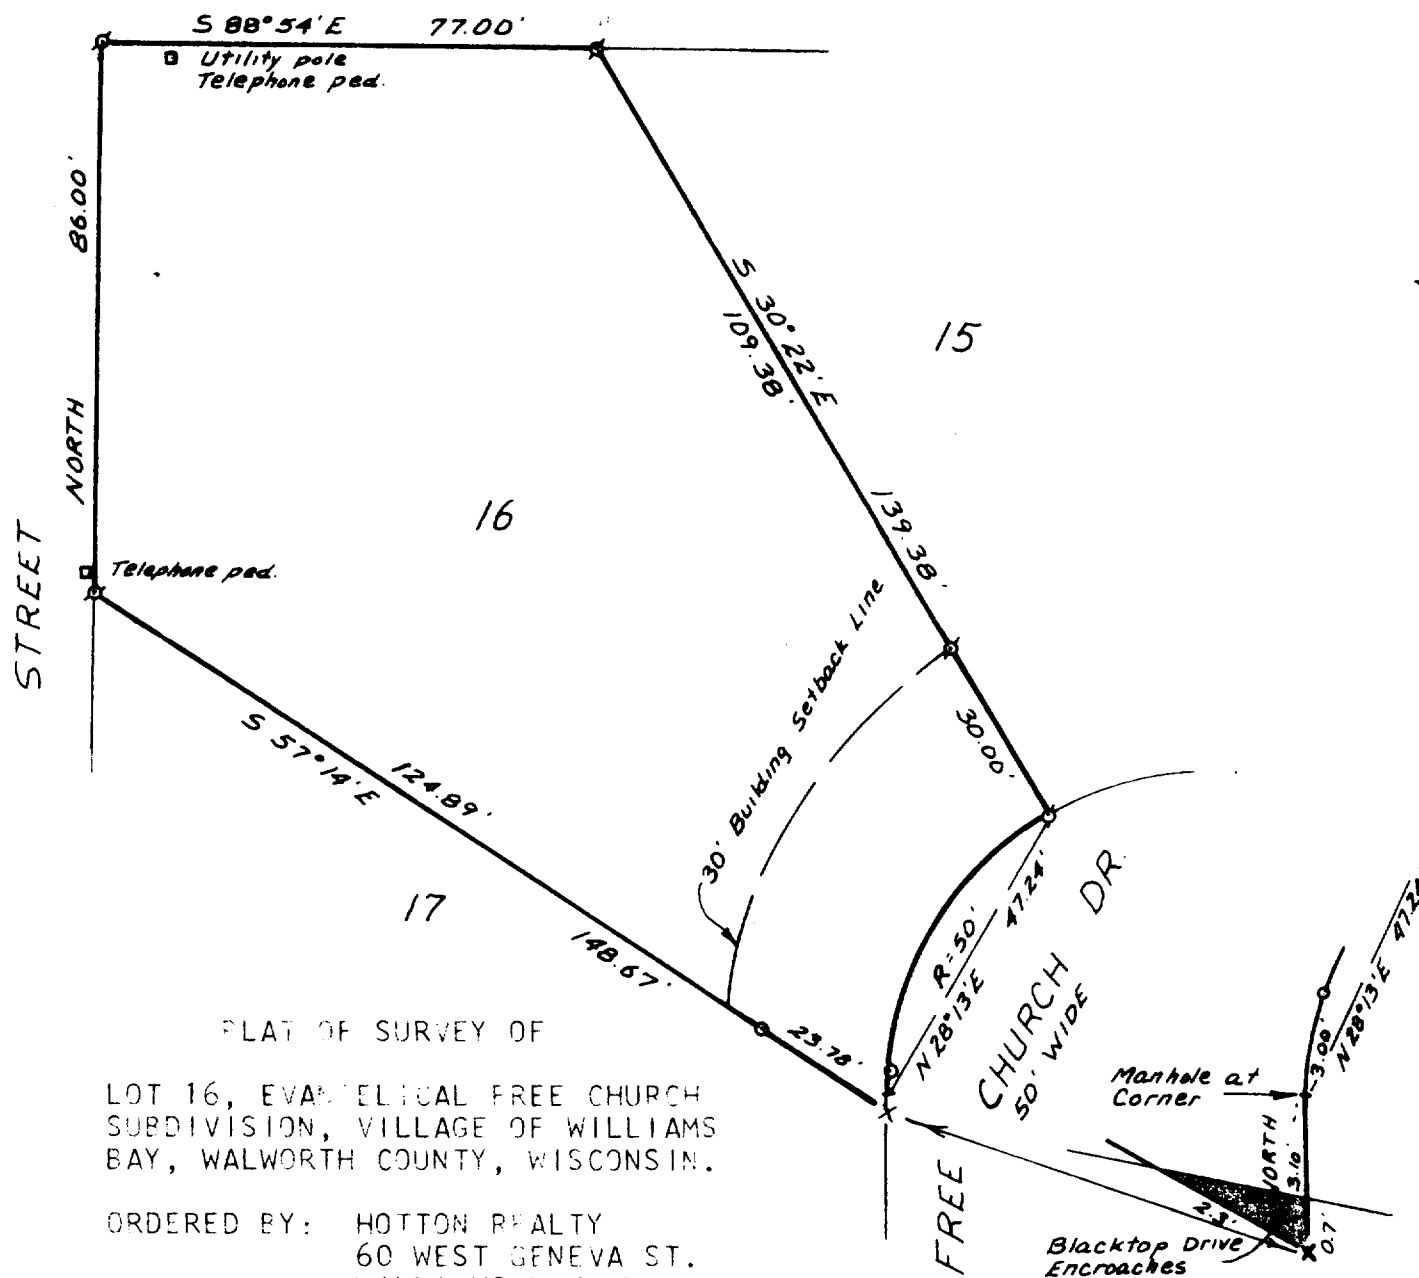 S 88°54'E 77.00'
Utility pole
Telephone ped.
86.00'
NORTH
STREET
Telephone ped.
S 30°22'E
109.38'
15
139.38'
16
30' Building Setback Line
30.00'
S 57°14'E
124.89'
17
148.67'
23.78'
R=50'
N 28°13'E 47.24'
FREE CHURCH DR.
50' WIDE
PLAT OF SURVEY OF
LOT 16, EVANGELICAL FREE CHURCH
SUBDIVISION, VILLAGE OF WILLIAMS
BAY, WALWORTH COUNTY, WISCONSIN.
ORDERED BY: HOTTON REALTY
60 WEST GENEVA ST.
Manhole at
Corner
3.00'
N 28°13'E
NORTH
3.10'
2.3'
0.7'
Blacktop Drive
Encroaches